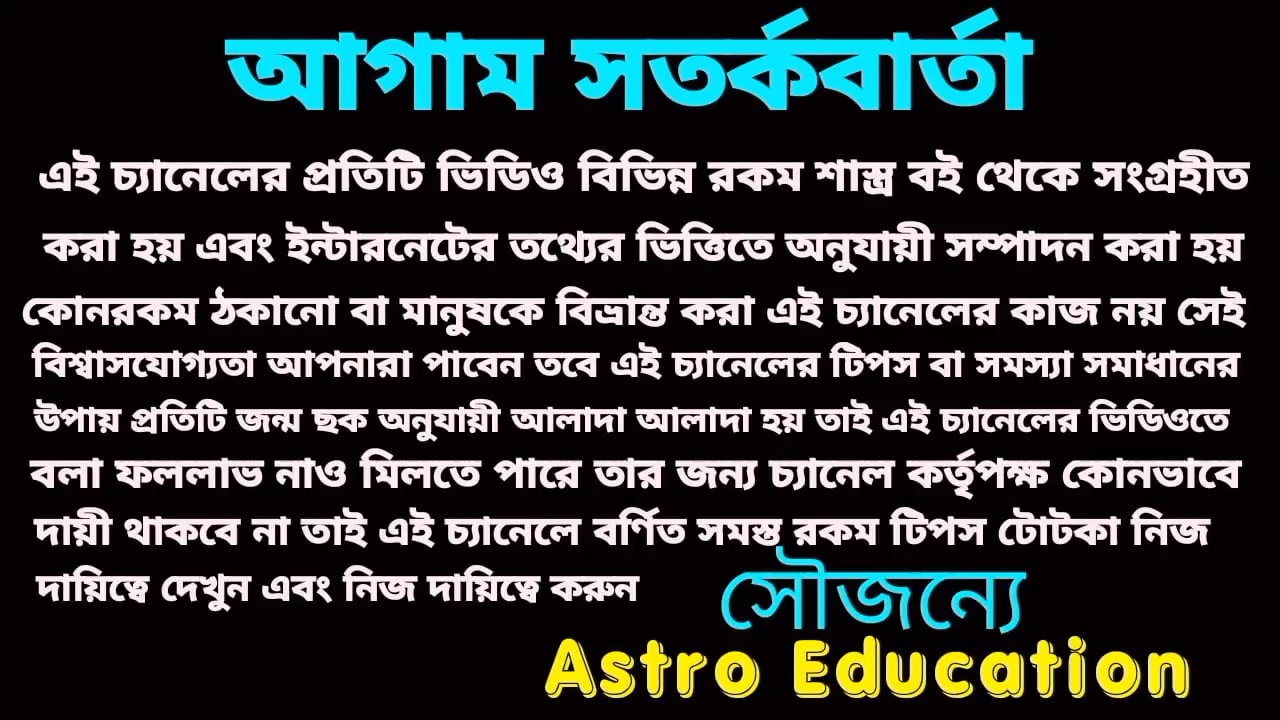 আগাম সতর্কবার্তা
এই চ্যানেলের প্রতিটি ভিডিও বিভিন্ন রকম শাস্ত্র বই থেকে সংগ্রহীত
করা হয় এবং ইন্টারনেটের তথ্যের ভিত্তিতে অনুযায়ী সম্পাদন করা হয়
কোনরকম ঠকানো বা মানুষকে বিভ্রান্ত করা এই চ্যানেলের কাজ নয় সেই
বিশ্বাসযোগ্যতা আপনারা পাবেন তবে এই চ্যানেলের টিপস বা সমস্যা সমাধানের
উপায় প্রতিটি জন্ম ছক অনুযায়ী আলাদা আলাদা হয় তাই এই চ্যানেলের ভিডিওতে
বলা ফললাভ নাও মিলতে পারে তার জন্য চ্যানেল কর্তৃপক্ষ কোনভাবে
দায়ী থাকবে না তাই এই চ্যানেলে বর্ণিত সমস্ত রকম টিপস টোটকা নিজ
দায়িত্বে দেখুন এবং নিজ দায়িত্বে করুন
সৌজন্যে
Astro Education